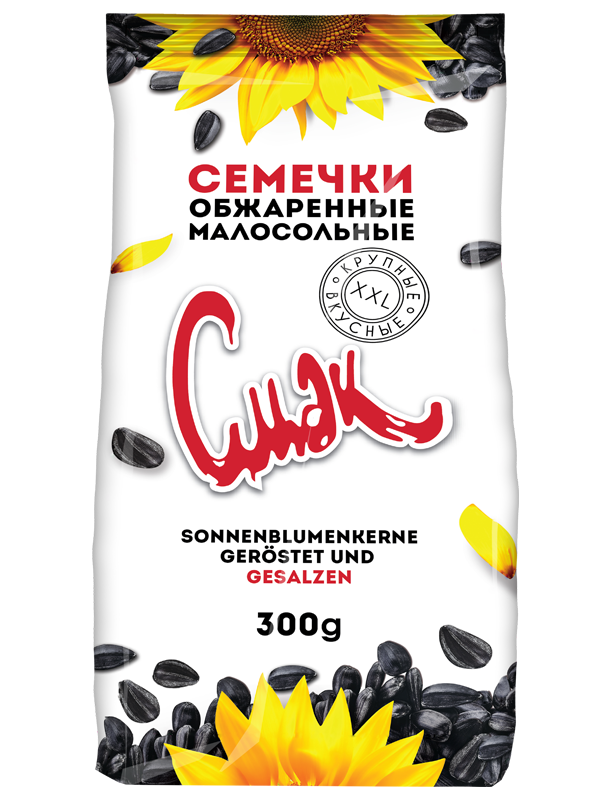 СЕМЕЧКИ
ОБЖАРЕННЫЕ
МАЛОСОЛЬНЫЕ
КРУПНЫЕ
XXL
ВКУСНЫЕ
Смак
SONNENBLUMENKERNE
GERÖSTET UND
GESALZEN
300g